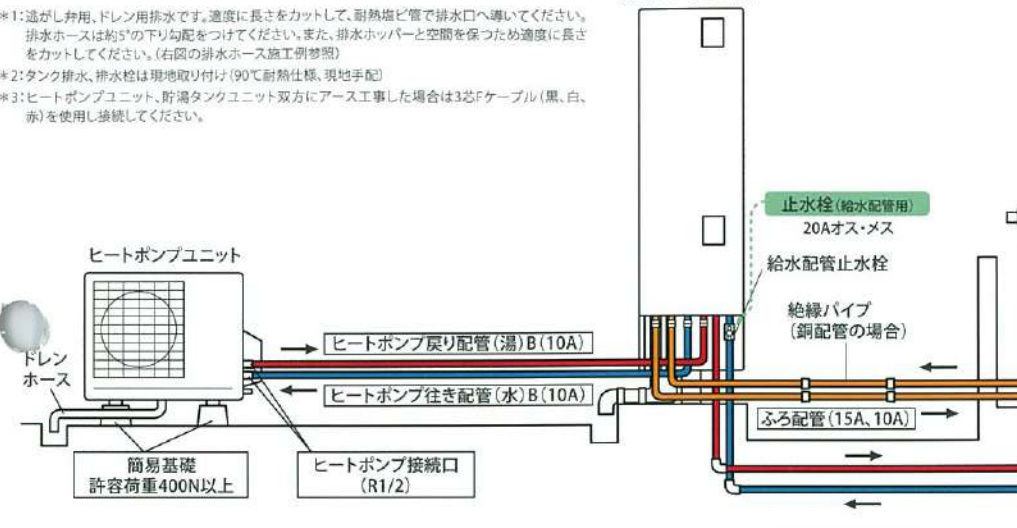 *1:逃がし弁用、ドレン用排水です。適度に長さをカットして、耐熱塩ビ管で排水口へ導いてください。
排水ホースは約5°の下り勾配をつけてください。また、排水ホッパーと空間を保つため適度に長さ
をカットしてください。(右図の排水ホース施工例参照)
*2:タンク排水、排水栓は現地取り付け(90℃耐熱仕様、現地手配)
*3:ヒートポンプユニット、貯湯タンクユニット双方にアース工事した場合は3芯Fケーブル(黒、白、
赤)を使用し接続してください。
止水栓(給水配管用)
20Aオス・メス
ヒートポンプユニット
給水配管止水栓
絶縁パイプ
(銅配管の場合)
ヒートポンプ戻り配管(湯)B(10A)
ドレン
ホース
ヒートポンプ往き配管(水)B(10A)
ふろ配管(15A、10A)
簡易基礎
許容荷重400N以上
ヒートポンプ接続口
(R1/2)